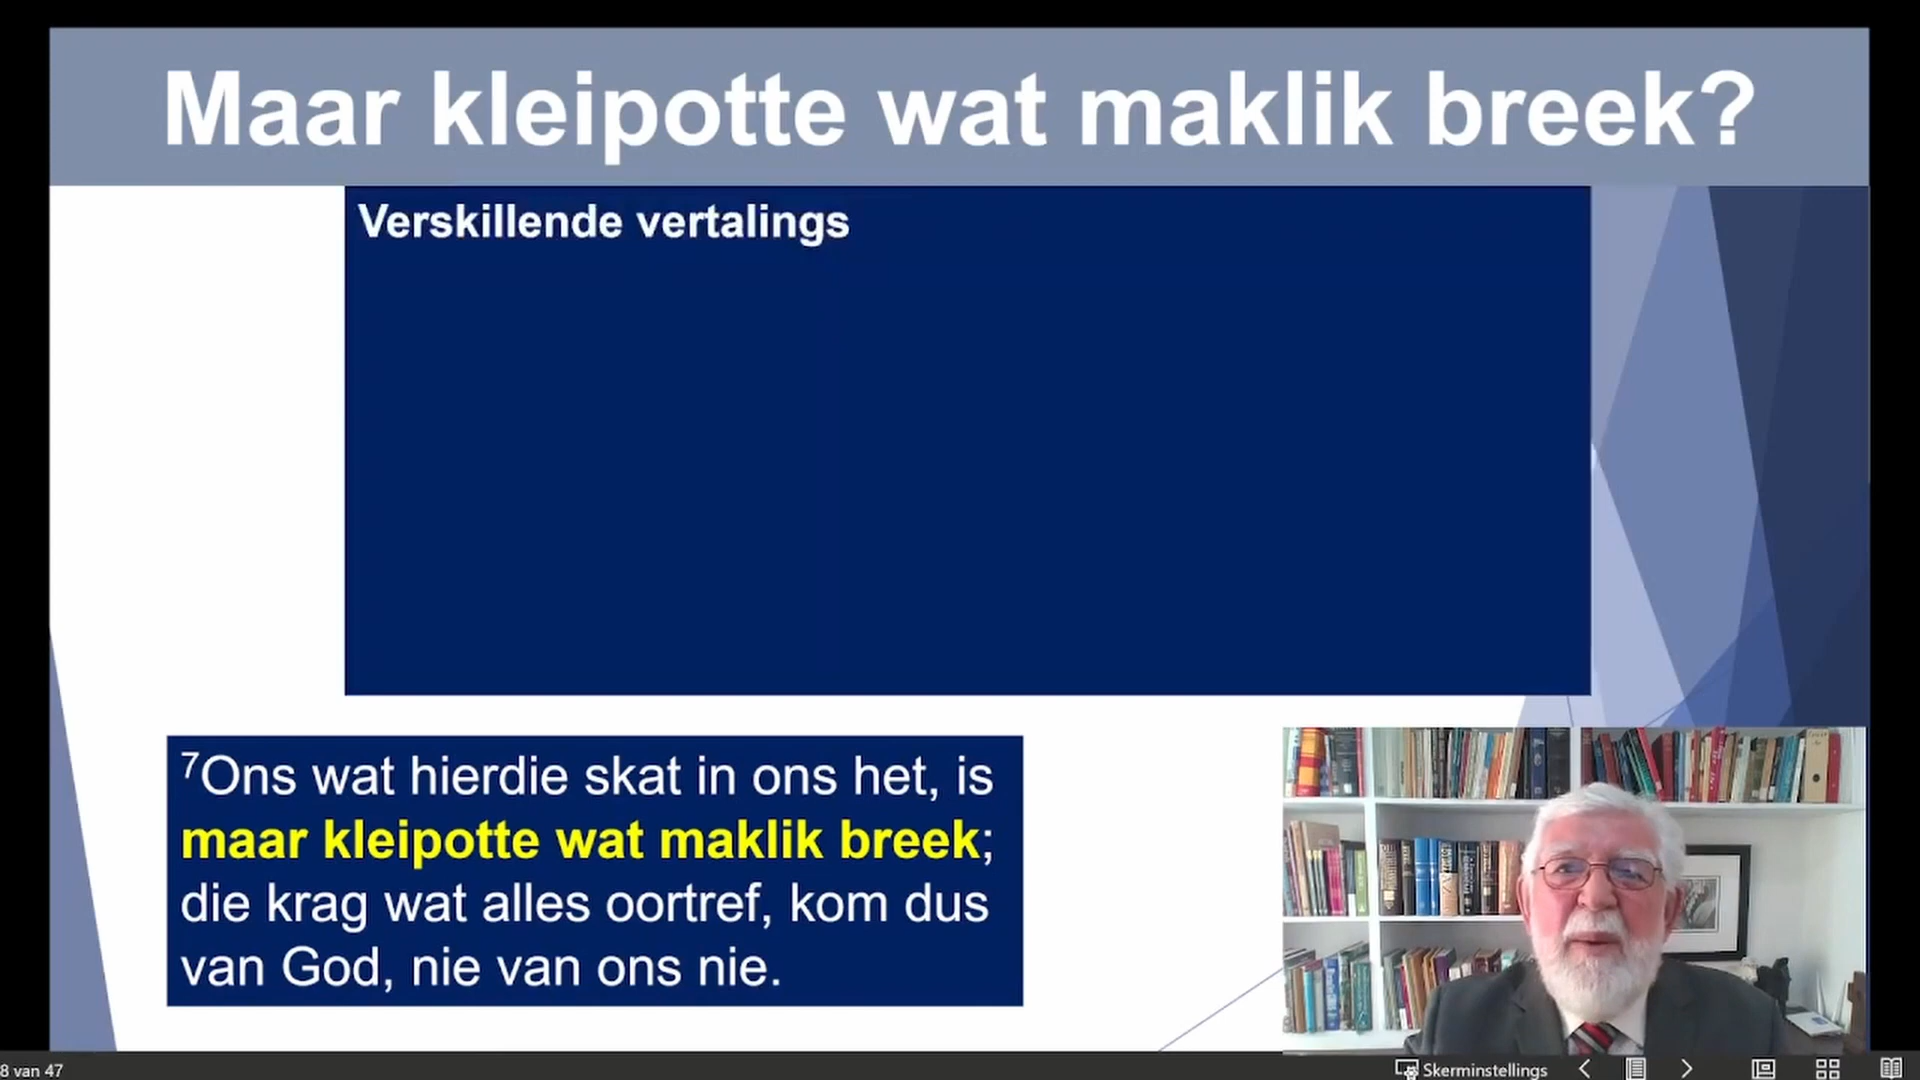 Maar kleipotte wat maklik breek?
Verskillende vertalings
⁷Ons wat hierdie skat in ons het, is
maar kleipotte wat maklik breek;
die krag wat alles oortref, kom dus
van God, nie van ons nie.
8 van 47
Skerminstellings